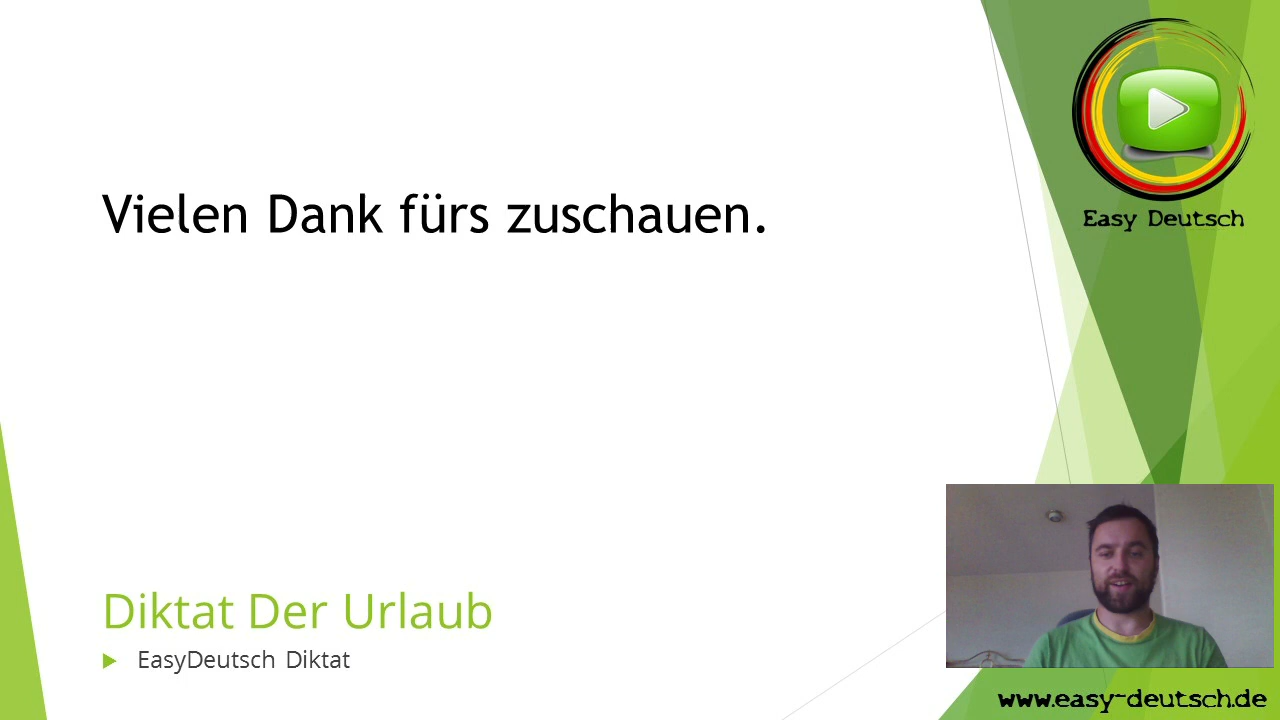 Vielen Dank fürs zuschauen.
Easy Deutsch
Diktat Der Urlaub
EasyDeutsch Diktat
www.easy-deutsch.de